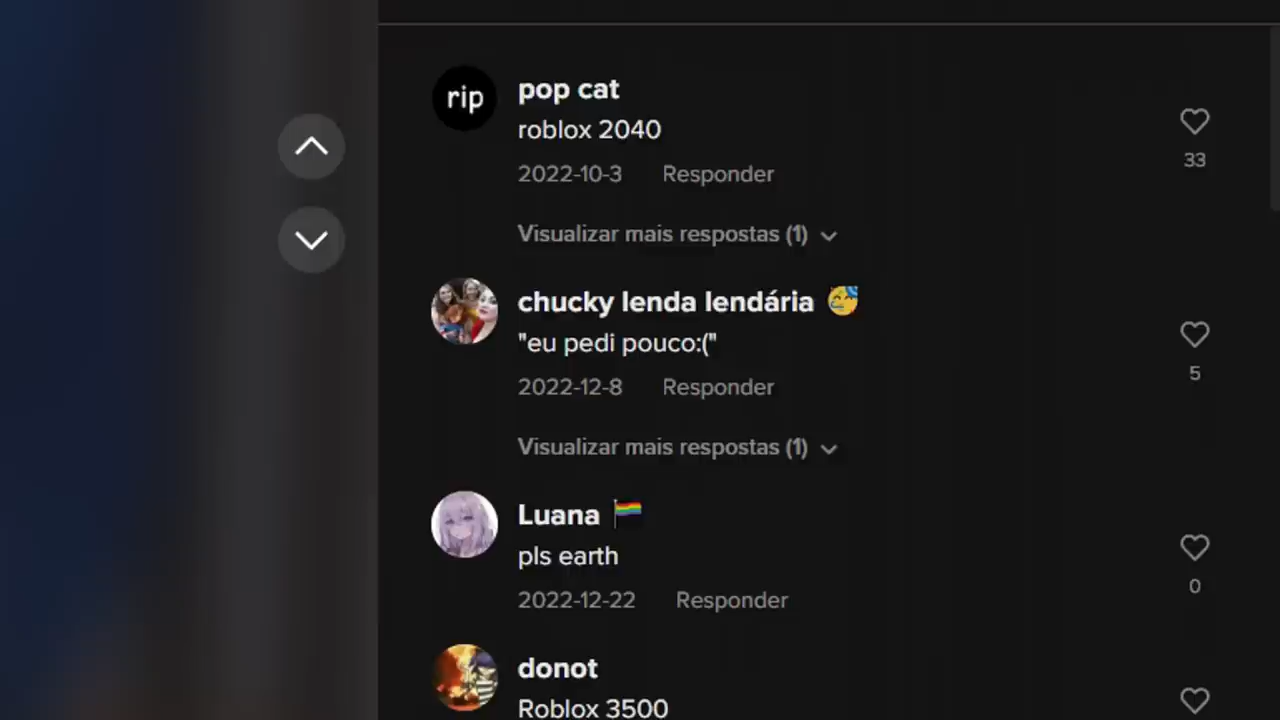 rip
pop cat
roblox 2040
33
2022-10-3 Responder
Visualizar mais respostas (1)
chucky lenda lendária 🥳
"eu pedi pouco:("
5
2022-12-8 Responder
Visualizar mais respostas (1)
Luana 🏳️‍🌈
pls earth
0
2022-12-22 Responder
donot
Roblox 3500